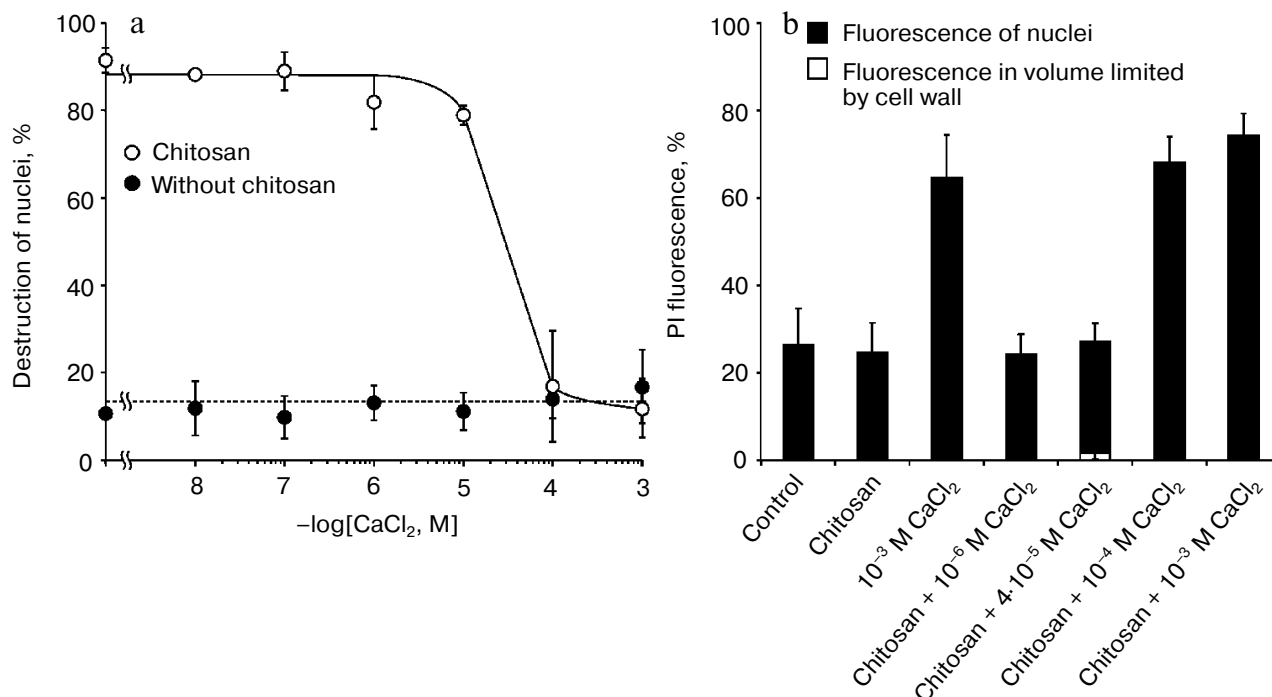 a
100
80
60
40
20
0
Destruction of nuclei, %
Chitosan
Without chitosan
8 7 6 5 4 3
–log[CaCl₂, M]
b
Fluorescence of nuclei
Fluorescence in volume limited
by cell wall
100
80
60
40
20
0
PI fluorescence, %
Control
Chitosan
10⁻³ M CaCl₂
Chitosan + 10⁻⁶ M CaCl₂
Chitosan + 4·10⁻⁵ M CaCl₂
Chitosan + 10⁻⁴ M CaCl₂
Chitosan + 10⁻³ M CaCl₂